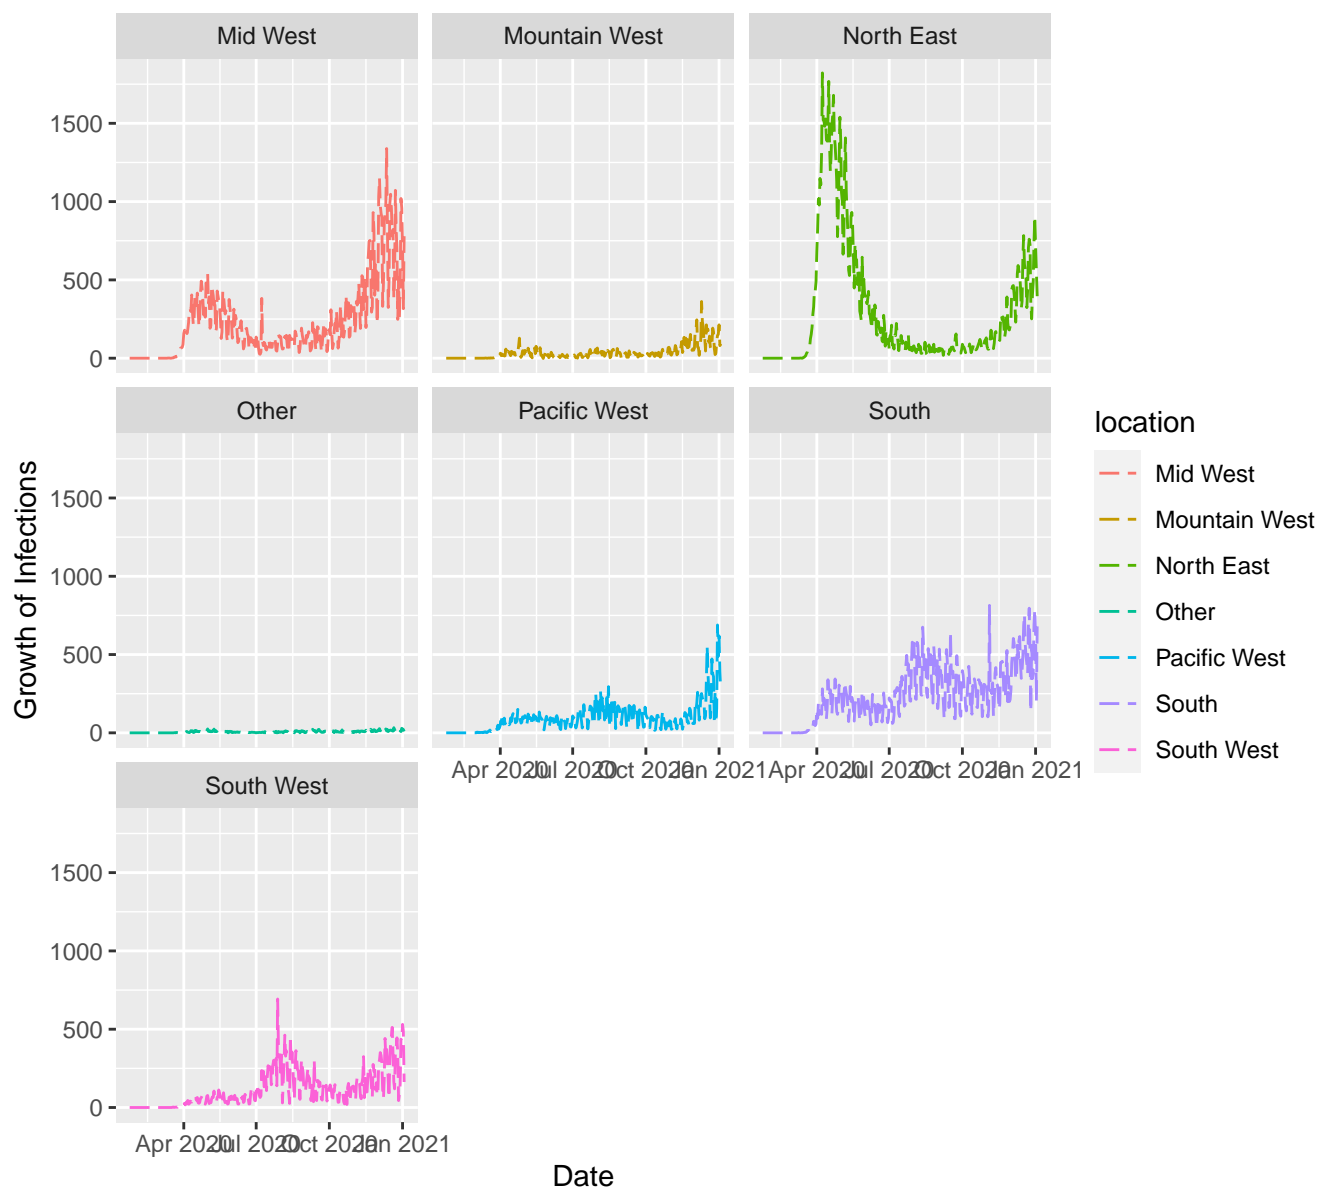 Mid West
Mountain West
North East
1500
1000
500
0
Other
Pacific West
South
1500
1000
500
0
Apr 2020 Jul 2020 Oct 2020 Jan 2021
Apr 2020 Jul 2020 Oct 2020 Jan 2021
South West
1500
1000
500
0
Apr 2020 Jul 2020 Oct 2020 Jan 2021
Growth of Infections
Date
location
Mid West
Mountain West
North East
Other
Pacific West
South
South West